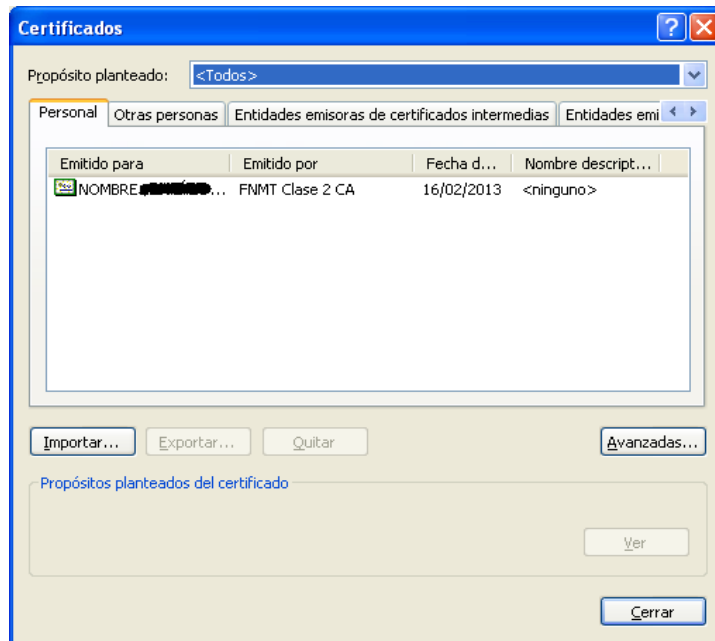 Certificados
Propósito planteado: <Todos>
Personal Otras personas Entidades emisoras de certificados intermedias Entidades emi
Emitido para Emitido por Fecha d... Nombre descript...
NOMBRE ... FNMT Clase 2 CA 16/02/2013 <ninguno>
Importar... Exportar... Quitar Avanzadas...
Propósitos planteados del certificado
Ver
Cerrar